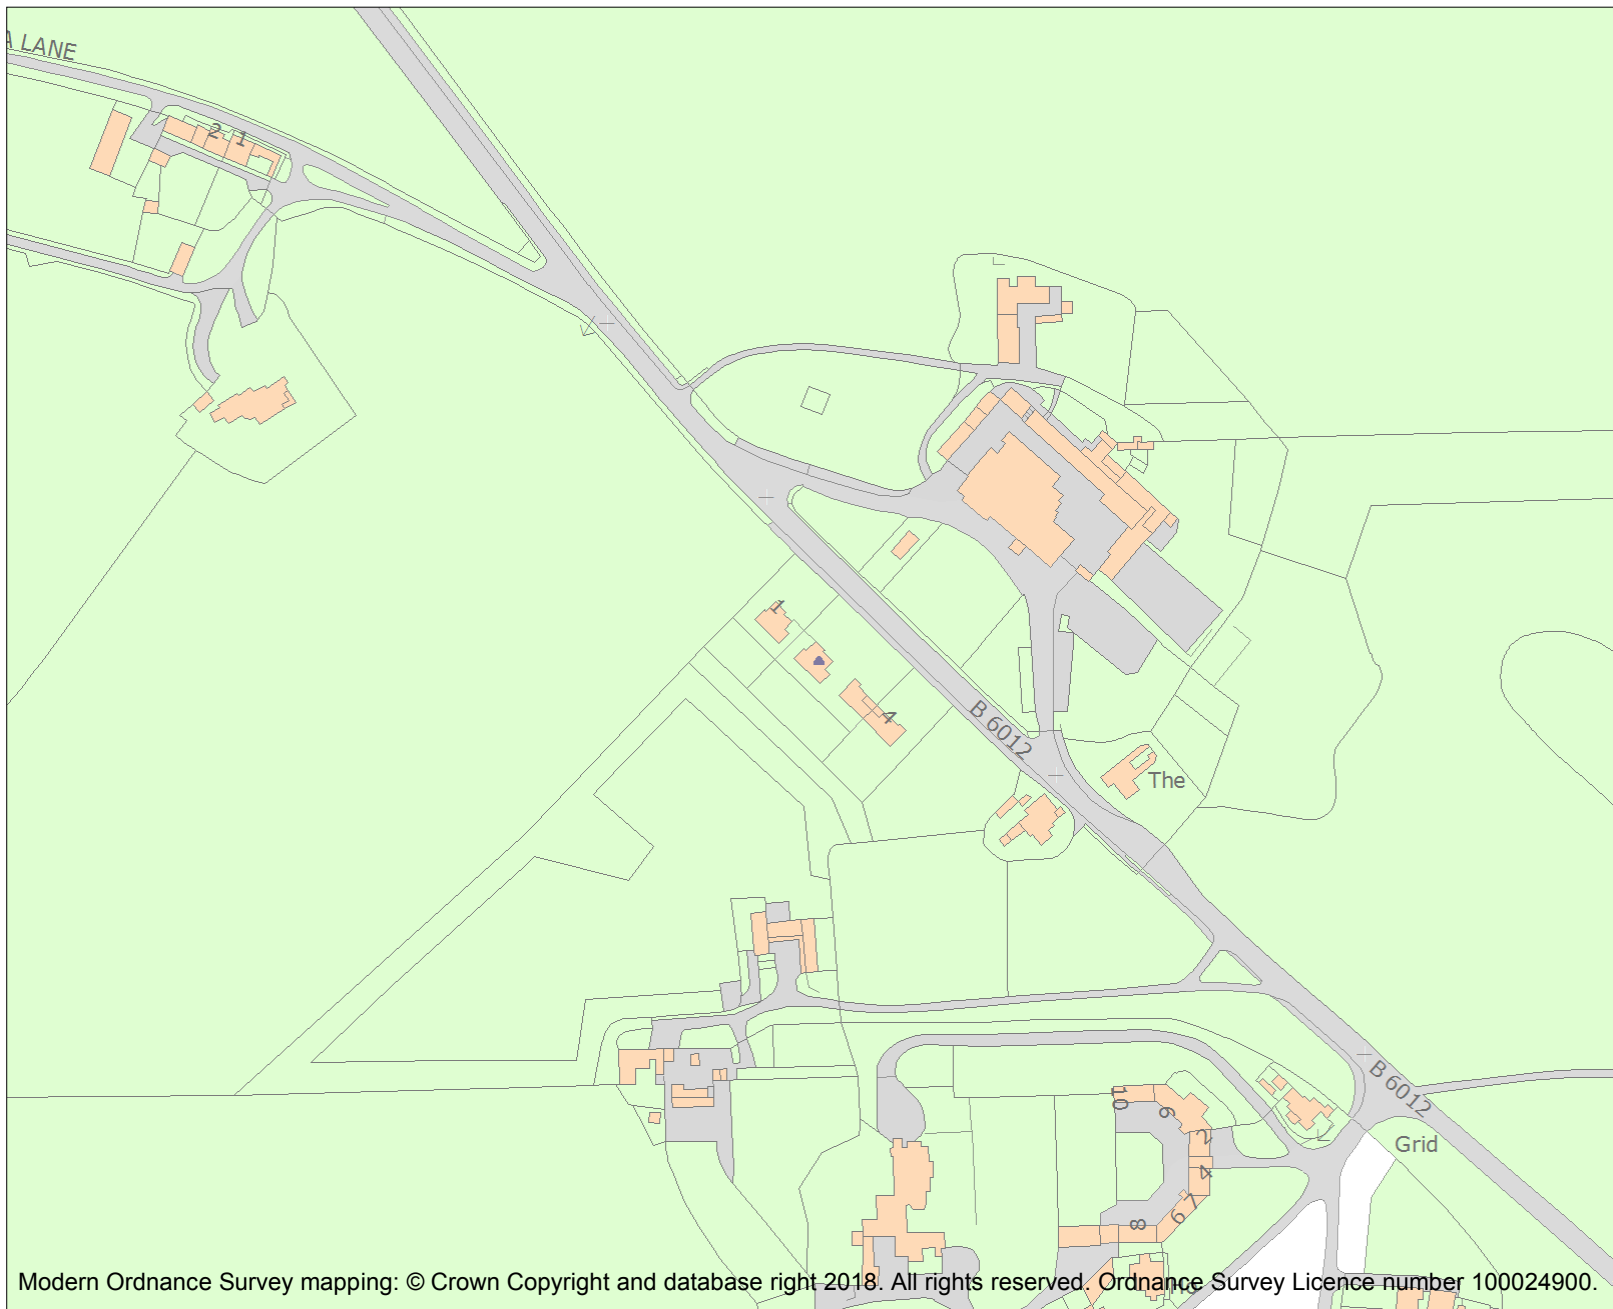 A LANE
2 1
1
4
B 6012
The
B 6012
10
9
2
Grid
4
7
6
8
Modern Ordnance Survey mapping: © Crown Copyright and database right 2018. All rights reserved. Ordnance Survey Licence number 100024900.